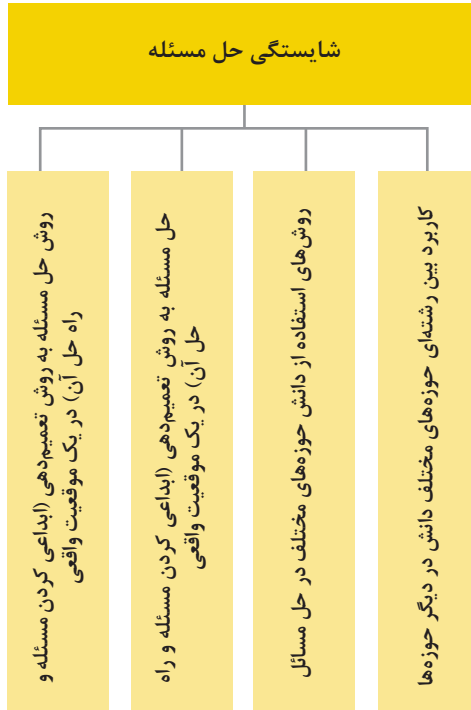 شایستگی حل مسئله
کاربرد بین رشته‌ای حوزه‌های مختلف دانش در دیگر حوزه‌ها
روش‌های استفاده از دانش حوزه‌های مختلف در حل مسائل
حل مسئله به روش تعمیم‌دهی (ابداعی کردن مسئله و راه
حل آن) در یک موقعیت واقعی
روش حل مسئله به روش تعمیم‌دهی (ابداعی کردن مسئله و
راه حل آن) در یک موقعیت واقعی